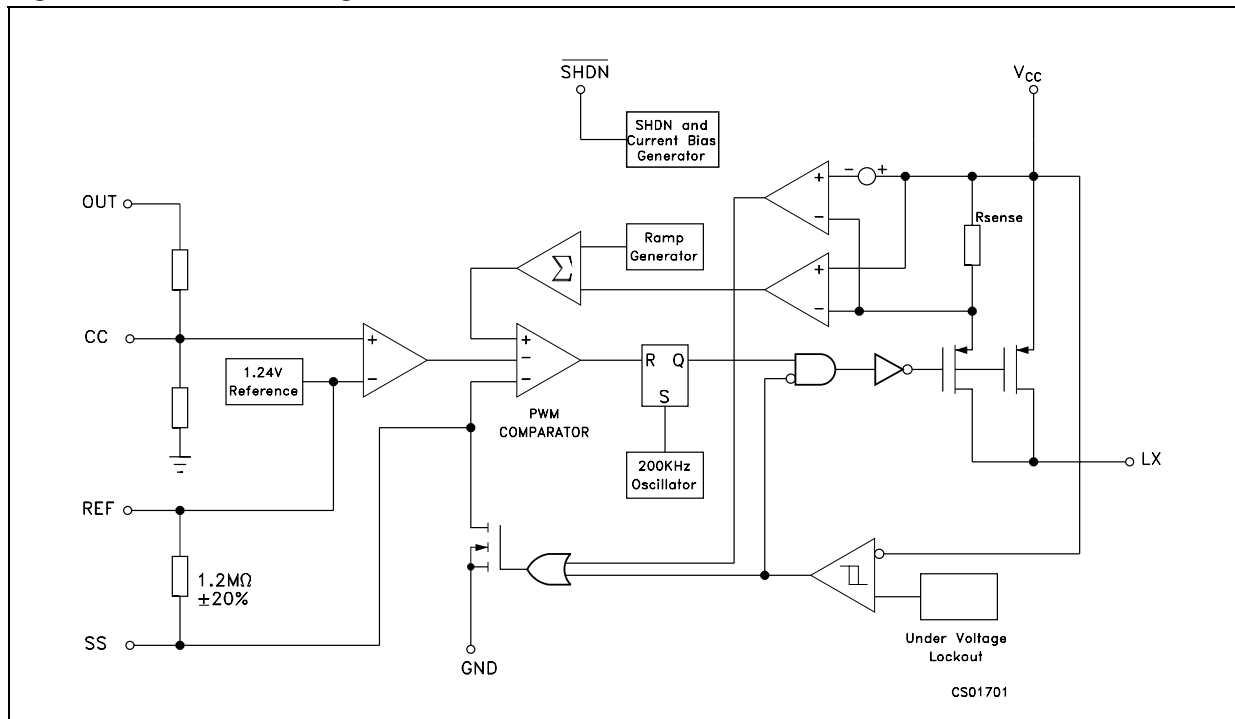 SHDN
VCC
SHDN and
Current Bias
Generator
OUT
+
-
- +
Rsense
Ramp
Generator
Σ
+
-
CC
+
-
+
-
-
1.24V
Reference
R Q
S
PWM
COMPARATOR
200KHz
Oscillator
LX
REF
1.2MΩ
±20%
SS
GND
Under Voltage
Lockout
CS01701